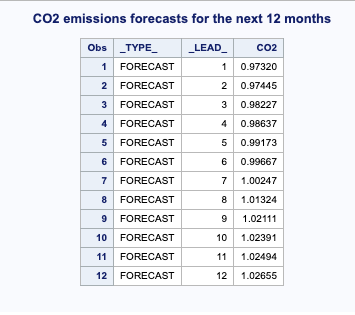 CO2 emissions forecasts for the next 12 months
Obs _TYPE_ _LEAD_ CO2
1 FORECAST 1 0.97320
2 FORECAST 2 0.97445
3 FORECAST 3 0.98227
4 FORECAST 4 0.98637
5 FORECAST 5 0.99173
6 FORECAST 6 0.99667
7 FORECAST 7 1.00247
8 FORECAST 8 1.01324
9 FORECAST 9 1.02111
10 FORECAST 10 1.02391
11 FORECAST 11 1.02494
12 FORECAST 12 1.02655